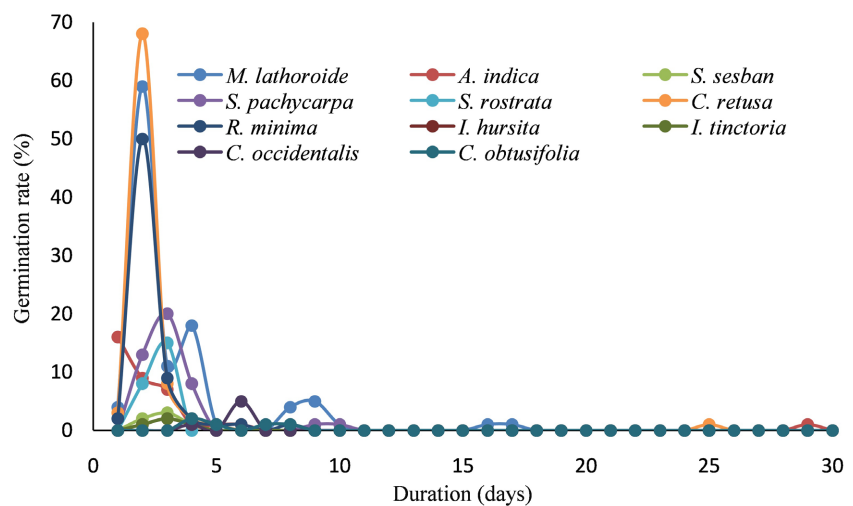 70
60
50
40
30
20
10
0
Germination rate (%)
M. lathoroide
A. indica
S. sesban
S. pachycarpa
S. rostrata
C. retusa
R. minima
I. hursita
I. tinctoria
C. occidentalis
C. obtusifolia
0 5 10 15 20 25 30
Duration (days)